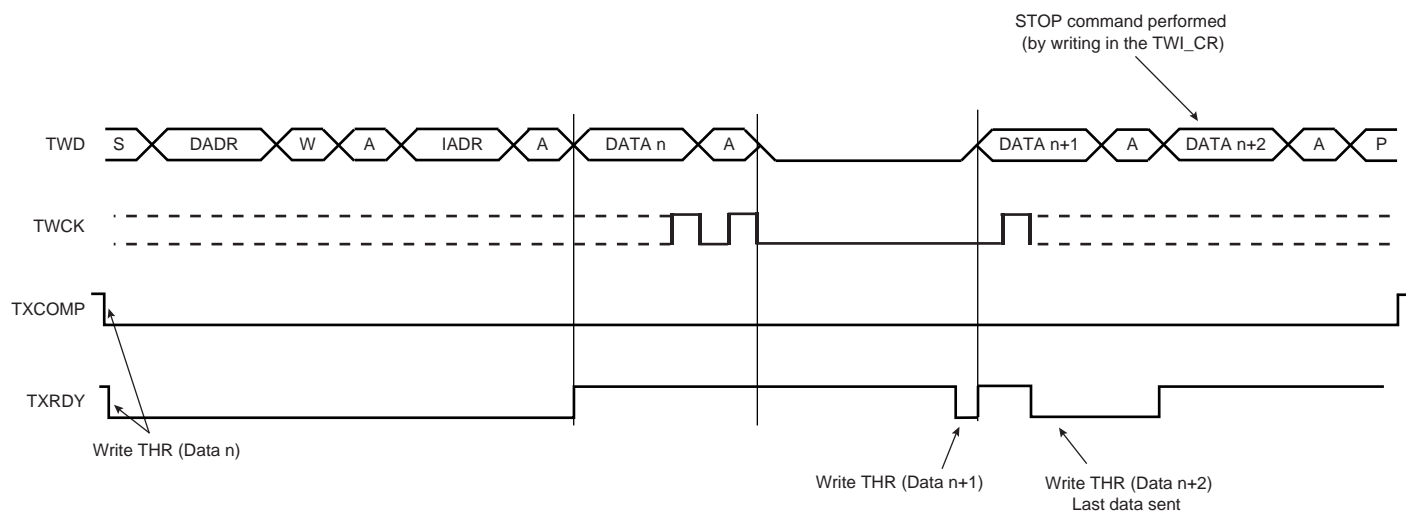 STOP command performed
(by writing in the TWI_CR)
TWD S DADR W A IADR A DATA n A DATA n+1 A DATA n+2 A P
TWCK
TXCOMP
TXRDY
Write THR (Data n)
Write THR (Data n+1)
Write THR (Data n+2)
Last data sent